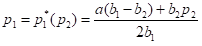 p₁ = p₁*(p₂) = (a(b₁ − b₂) + b₂p₂) / (2b₁)